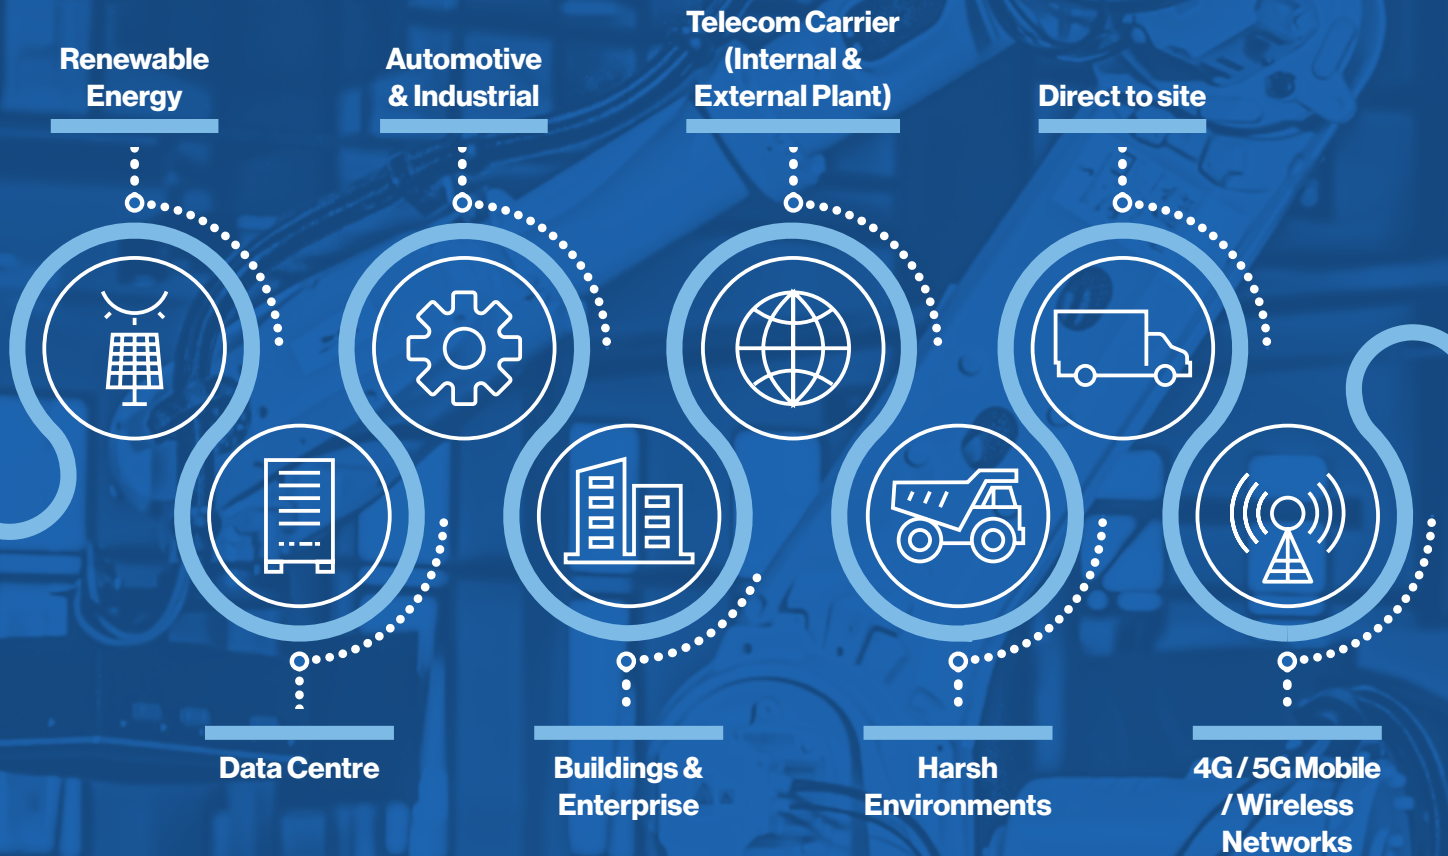 Renewable
Energy
Automotive
& Industrial
Telecom Carrier
(Internal &
External Plant)
Direct to site
Data Centre
Buildings &
Enterprise
Harsh
Environments
4G / 5G Mobile
/ Wireless
Networks